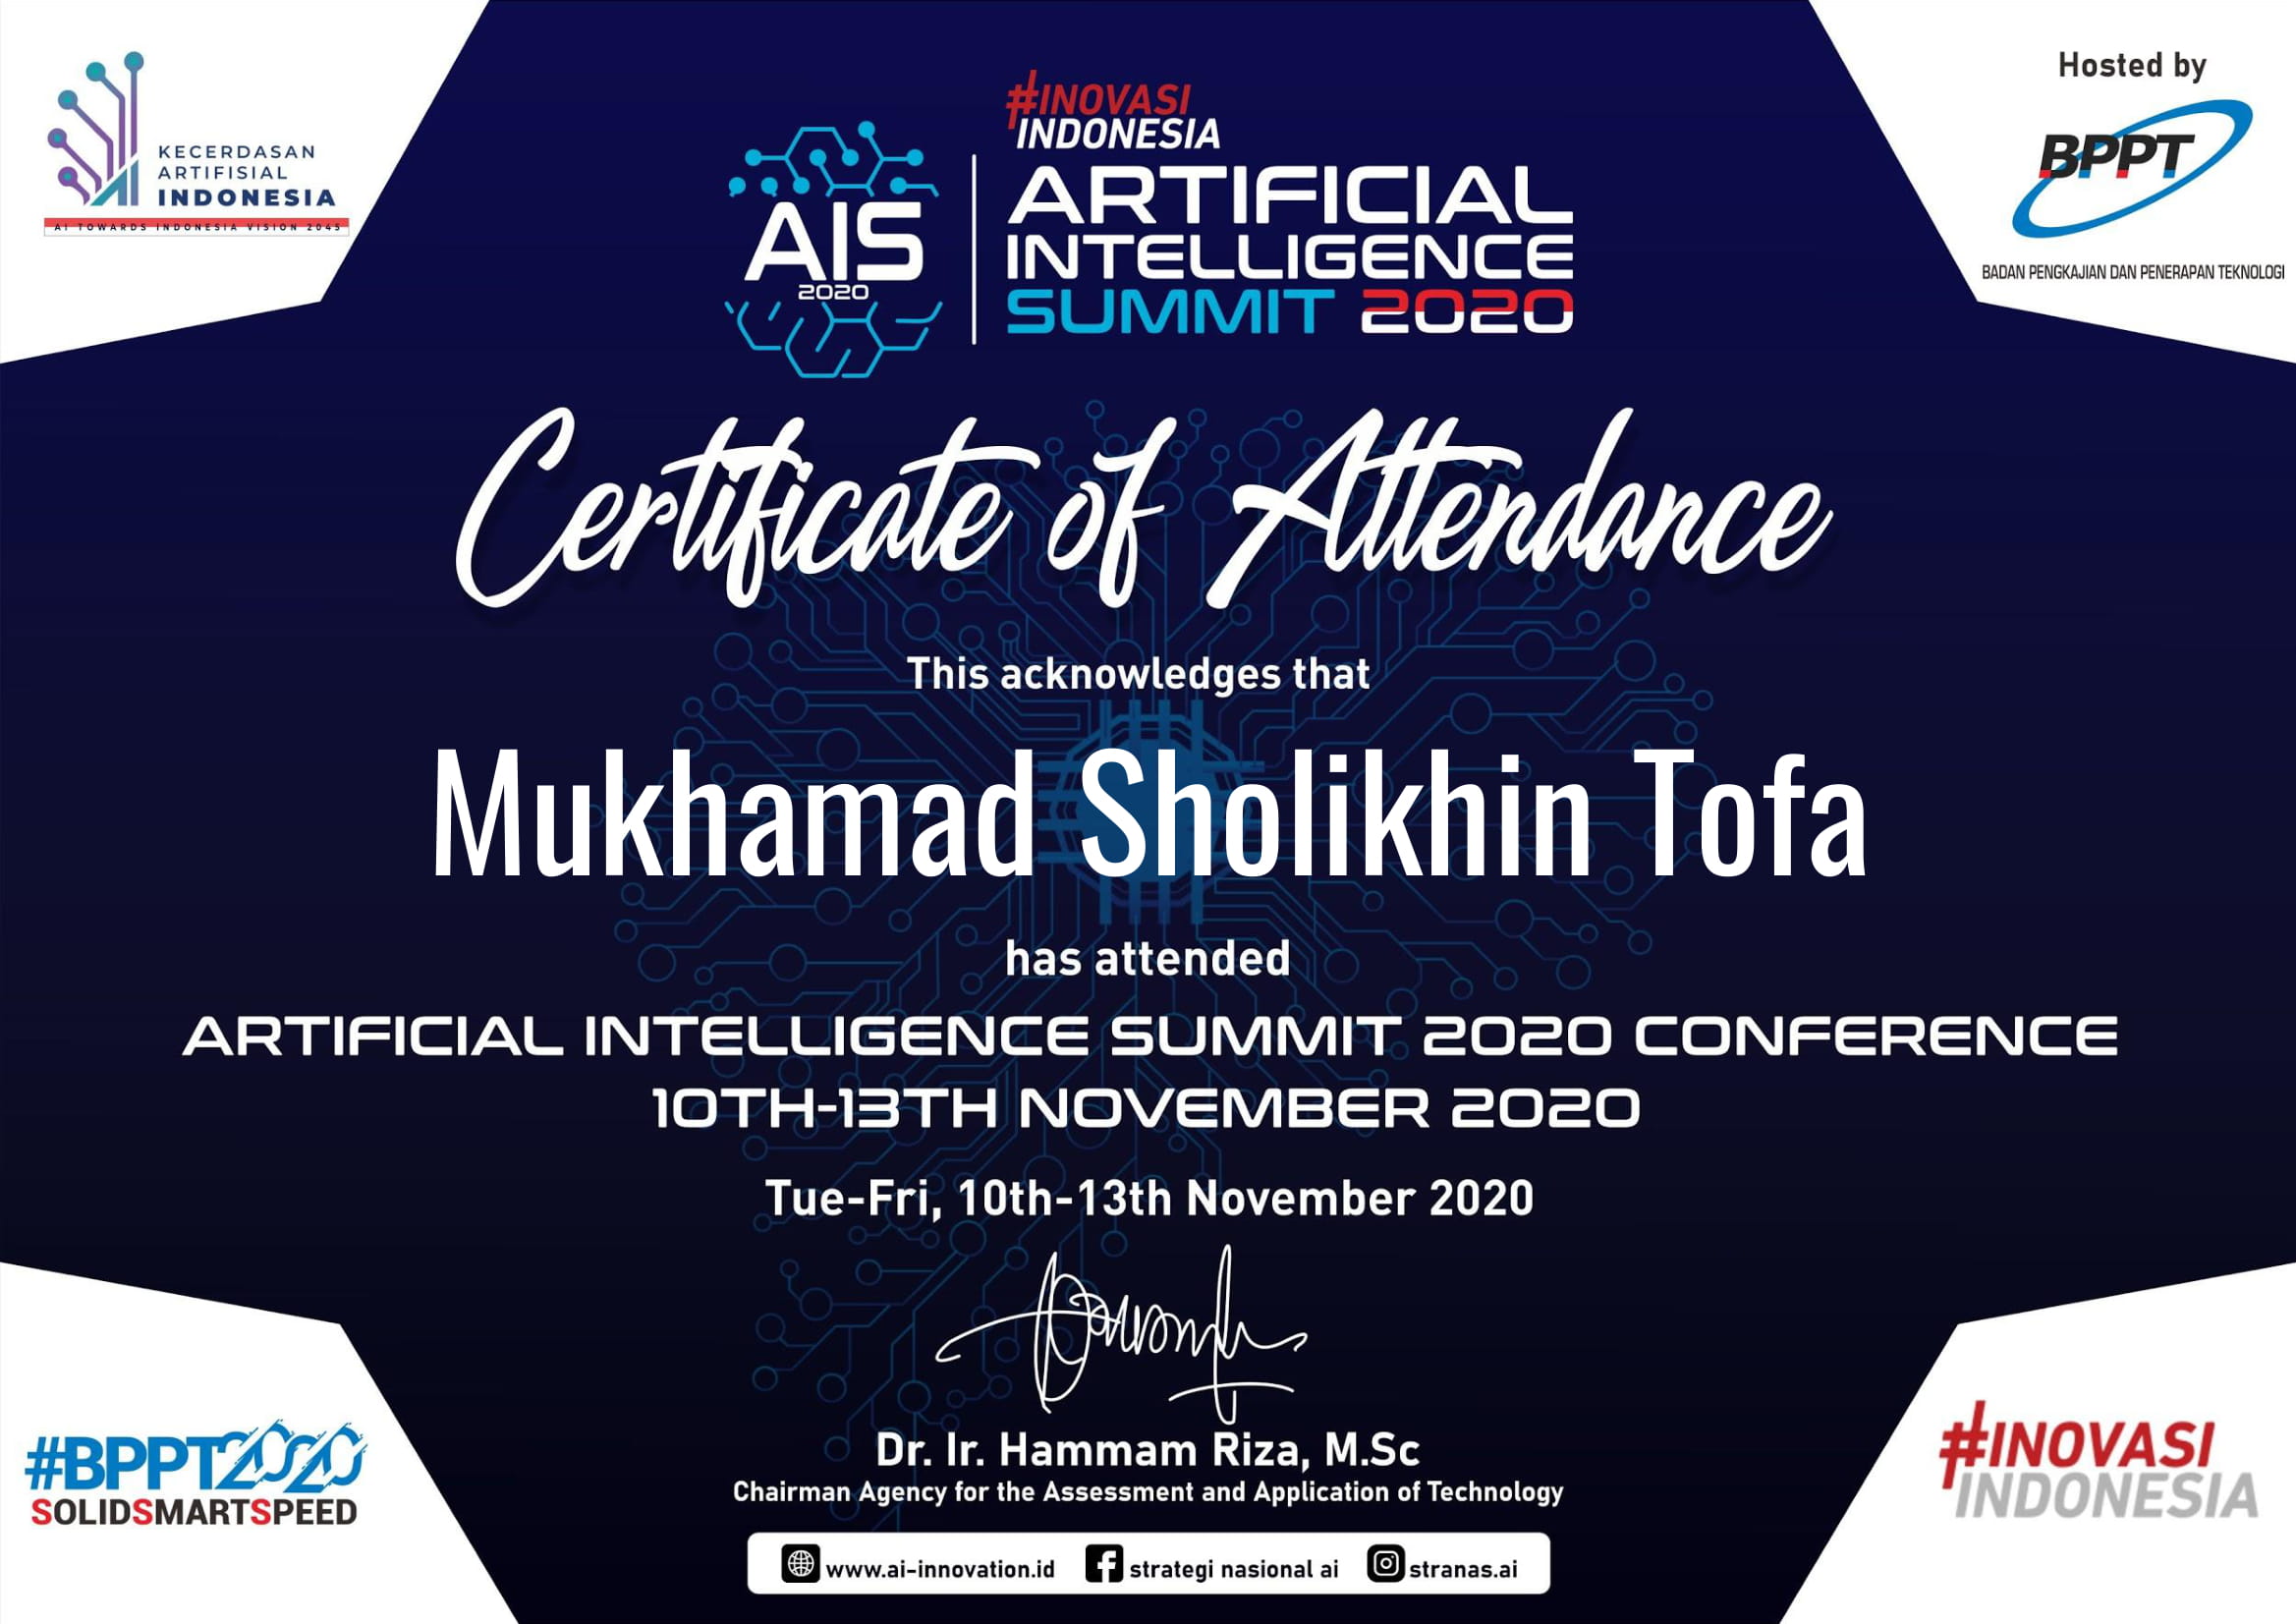 KECERDASAN
ARTIFISIAL
INDONESIA
AI TOWARDS INDONESIA VISION 2045
#INOVASI
INDONESIA
AIS
2020
ARTIFICIAL
INTELLIGENCE
SUMMIT 2020
Hosted by
BPPT
BADAN PENGKAJIAN DAN PENERAPAN TEKNOLOGI
Certificate of Attendance
This acknowledges that
Mukhamad Sholikhin Tofa
has attended
ARTIFICIAL INTELLIGENCE SUMMIT 2020 CONFERENCE
10TH-13TH NOVEMBER 2020
Tue-Fri, 10th-13th November 2020
Dr. Ir. Hammam Riza, M.Sc
Chairman Agency for the Assessment and Application of Technology
www.ai-innovation.id strategi nasional ai stranas.ai
#BPPT2020
SOLIDSMARTSPEED
#INOVASI
INDONESIA